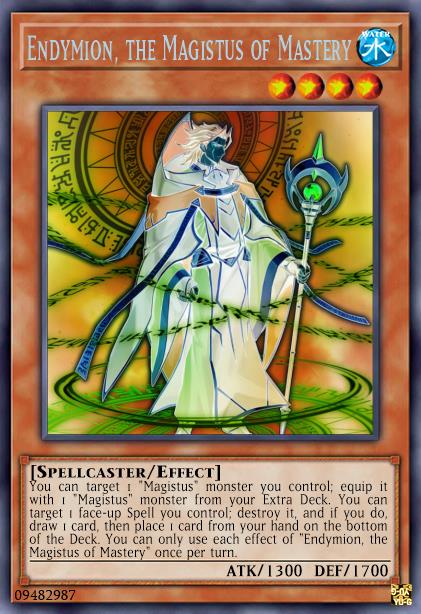 Endymion, the Magistus of Mastery
WATER
水
[Spellcaster/Effect]
You can target 1 "Magistus" monster you control; equip it
with 1 "Magistus" monster from your Extra Deck. You can
target 1 face-up Spell you control; destroy it, and if you do,
draw 1 card, then place 1 card from your hand on the bottom
of the Deck. You can only use each effect of "Endymion, the
Magistus of Mastery" once per turn.
ATK/1300 DEF/1700
09482987